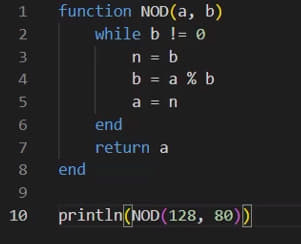 1 function NOD(a, b)
2     while b != 0
3         n = b
4         b = a % b
5         a = n
6     end
7     return a
8 end
9
10 println(NOD(128, 80))